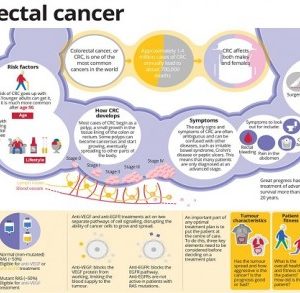 rectal cancer
Colorectal cancer, or
CRC, is one of the
most common
cancers in the world
Approximately 1.4
million cases of CRC
annually lead to
about 700,000
deaths
CRC affects
both males
and females
Risk factors
risk of CRC goes up with
Younger adults can get
it is much more common
after age 50
Age
Lifestyle
How CRC
develops
Most cases of CRC begin as a
polyp, a small growth in the
tissue lining of the colon
or rectum. Some polyps can
become cancerous and start
growing, eventually
spreading to other parts of
the body.
Stage 0
Stage I
Stage II
Stage III
Stage IV
Symptoms
The early signs and
symptoms of CRC are often
not obvious and can be
confused with other
diseases, such as irritable
bowel syndrome, Crohn's
disease or peptic ulcers. This
means that many patients
are only diagnosed at an
advanced stage.
Symptoms to look
out for include:
Rectal
bleeding
Pain in the
abdomen
Great progress has
treatment of advan
survival more than
20 years.
Blood vessels
Normal (non-mutated)
RAS (~50%)
Eligible for anti-VEGF
treatment
Mutant RAS (~50%)
Eligible for anti-VEGF
Anti-VEGF and anti-EGFR treatments act on two
separate pathways of cell signaling, disrupting the
ability of cancer cells to grow and spread.
Anti-VEGF blocks the
VEGF protein from
working, limiting the
blood supply to the
tumour
Anti-EGFR blocks the
EGFR pathway.
Anti-EGFRs are not
active in patients with
RAS mutations.
An important part of any
optimal treatment plan is
to put the patient at the
centre of care.
To do this, three key
elements need to be
considered before
deciding on a
treatment:
Tumour
characteristics
Had the
tumour spread and
how aggressive
is the cancer?
Is the
prognosis good
or bad?
Patient
fitness
What is the
overall health
and fitness of
the patient?